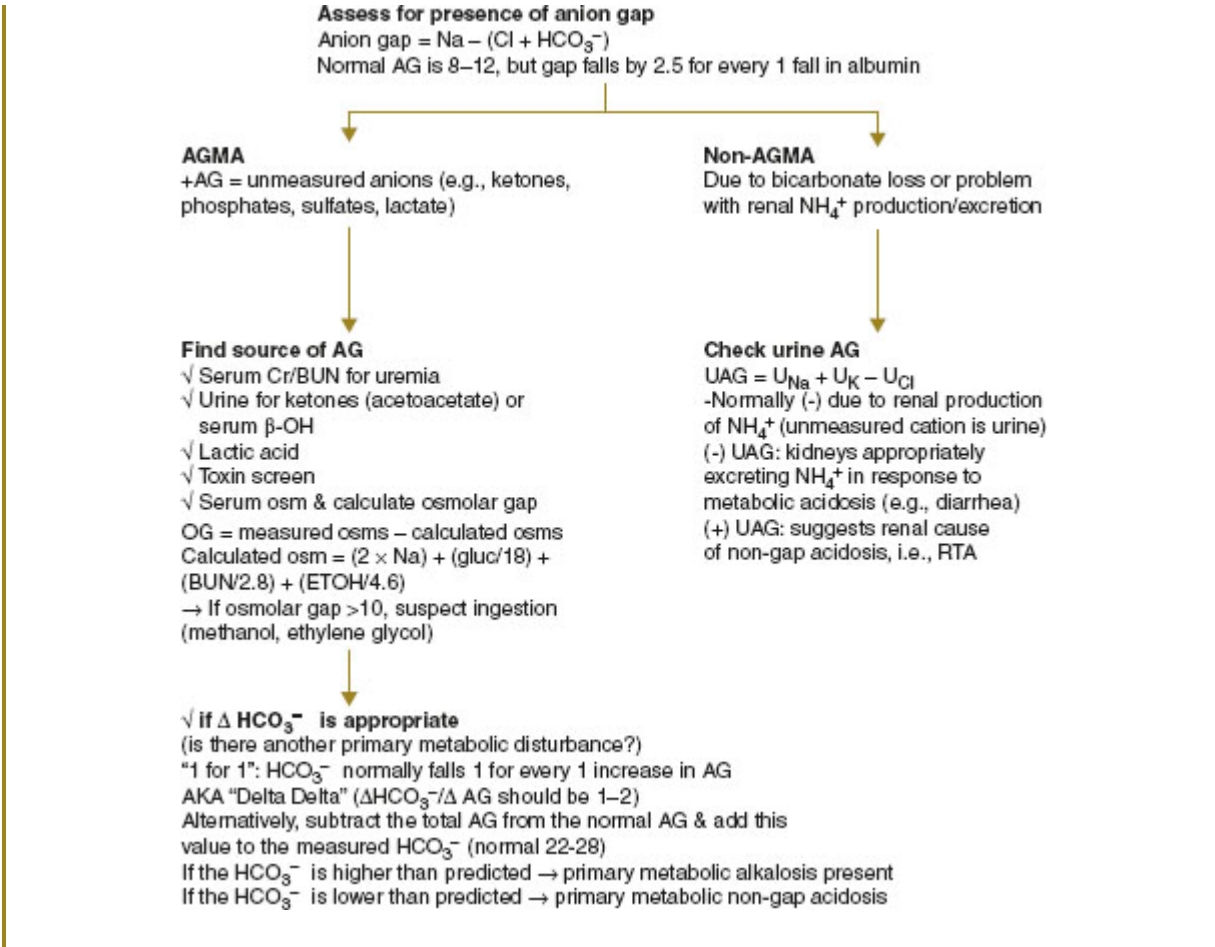 Assess for presence of anion gap
Anion gap = Na – (Cl + HCO₃⁻)
Normal AG is 8–12, but gap falls by 2.5 for every 1 fall in albumin
AGMA
+AG = unmeasured anions (e.g., ketones,
phosphates, sulfates, lactate)
Non-AGMA
Due to bicarbonate loss or problem
with renal NH₄⁺ production/excretion
Find source of AG
√ Serum Cr/BUN for uremia
√ Urine for ketones (acetoacetate) or
serum β-OH
√ Lactic acid
√ Toxin screen
√ Serum osm & calculate osmolar gap
OG = measured osms – calculated osms
Calculated osm = (2 × Na) + (gluc/18) +
(BUN/2.8) + (ETOH/4.6)
→ If osmolar gap >10, suspect ingestion
(methanol, ethylene glycol)
Check urine AG
UAG = U_Na + U_K – U_Cl
-Normally (-) due to renal production
of NH₄⁺ (unmeasured cation is urine)
(-) UAG: kidneys appropriately
excreting NH₄⁺ in response to
metabolic acidosis (e.g., diarrhea)
(+) UAG: suggests renal cause
of non-gap acidosis, i.e., RTA
√ if Δ HCO₃⁻ is appropriate
(is there another primary metabolic disturbance?)
“1 for 1”: HCO₃⁻ normally falls 1 for every 1 increase in AG
AKA “Delta Delta” (ΔHCO₃⁻/Δ AG should be 1–2)
Alternatively, subtract the total AG from the normal AG & add this
value to the measured HCO₃⁻ (normal 22-28)
If the HCO₃⁻ is higher than predicted → primary metabolic alkalosis present
If the HCO₃⁻ is lower than predicted → primary metabolic non-gap acidosis